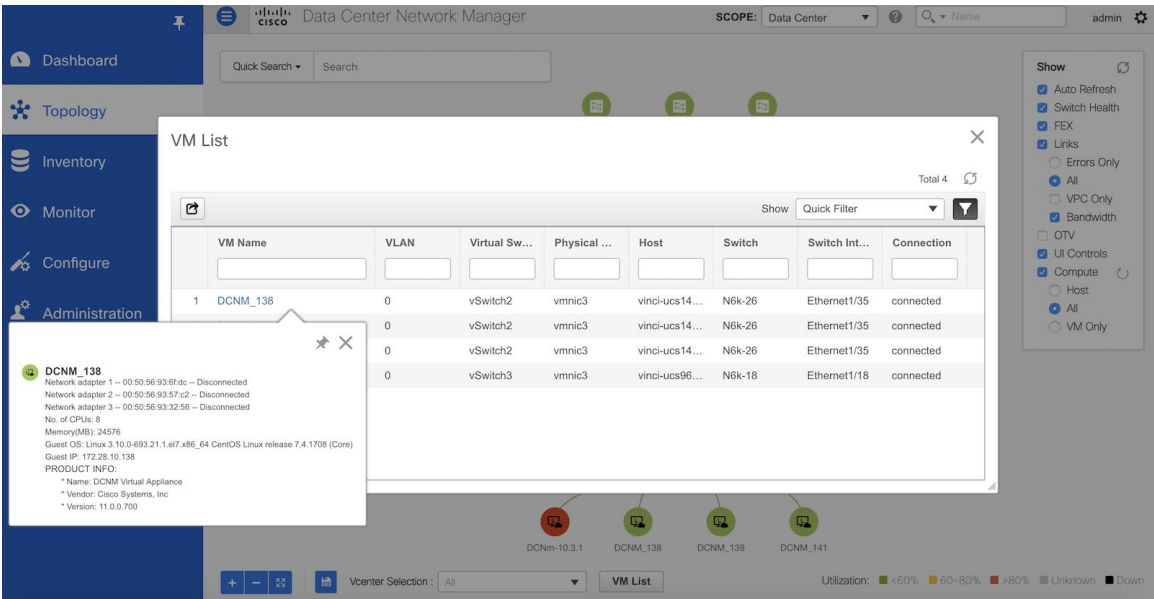 cisco
Data Center Network Manager
SCOPE: Data Center
Name
admin
Dashboard
Topology
Inventory
Monitor
Configure
Administration
Quick Search
Search
Show
Auto Refresh
Switch Health
FEX
Links
Errors Only
All
VPC Only
Bandwidth
OTV
UI Controls
Compute
Host
All
VM Only
VM List
Total 4
Show Quick Filter
VM Name VLAN Virtual Sw... Physical ... Host Switch Switch Int... Connection
1 DCNM_138 0 vSwitch2 vmnic3 vinci-ucs14... N6k-26 Ethernet1/35 connected
0 vSwitch2 vmnic3 vinci-ucs14... N6k-26 Ethernet1/35 connected
0 vSwitch2 vmnic3 vinci-ucs14... N6k-26 Ethernet1/35 connected
0 vSwitch3 vmnic3 vinci-ucs96... N6k-18 Ethernet1/18 connected
DCNM_138
Network adapter 1 -- 00:50:56:93:6f:dc -- Disconnected
Network adapter 2 -- 00:50:56:93:57:c2 -- Disconnected
Network adapter 3 -- 00:50:56:93:32:56 -- Disconnected
No. of CPUs: 8
Memory(MB): 24576
Guest OS: Linux 3.10.0-693.21.1.el7.x86_64 CentOS Linux release 7.4.1708 (Core)
Guest IP: 172.28.10.138
PRODUCT INFO:
* Name: DCNM Virtual Appliance
* Vendor: Cisco Systems, Inc
* Version: 11.0.0.700
DCNm-10.3.1 DCNM_138 DCNM_139 DCNM_141
Vcenter Selection : All
VM List
Utilization: <60% 60-80% >80% Unknown Down